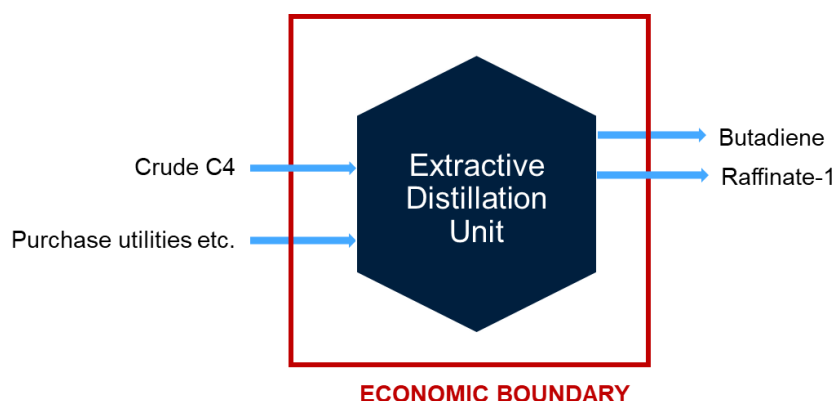 Crude C4
Purchase utilities etc.
Extractive
Distillation
Unit
Butadiene
Raffinate-1
ECONOMIC BOUNDARY